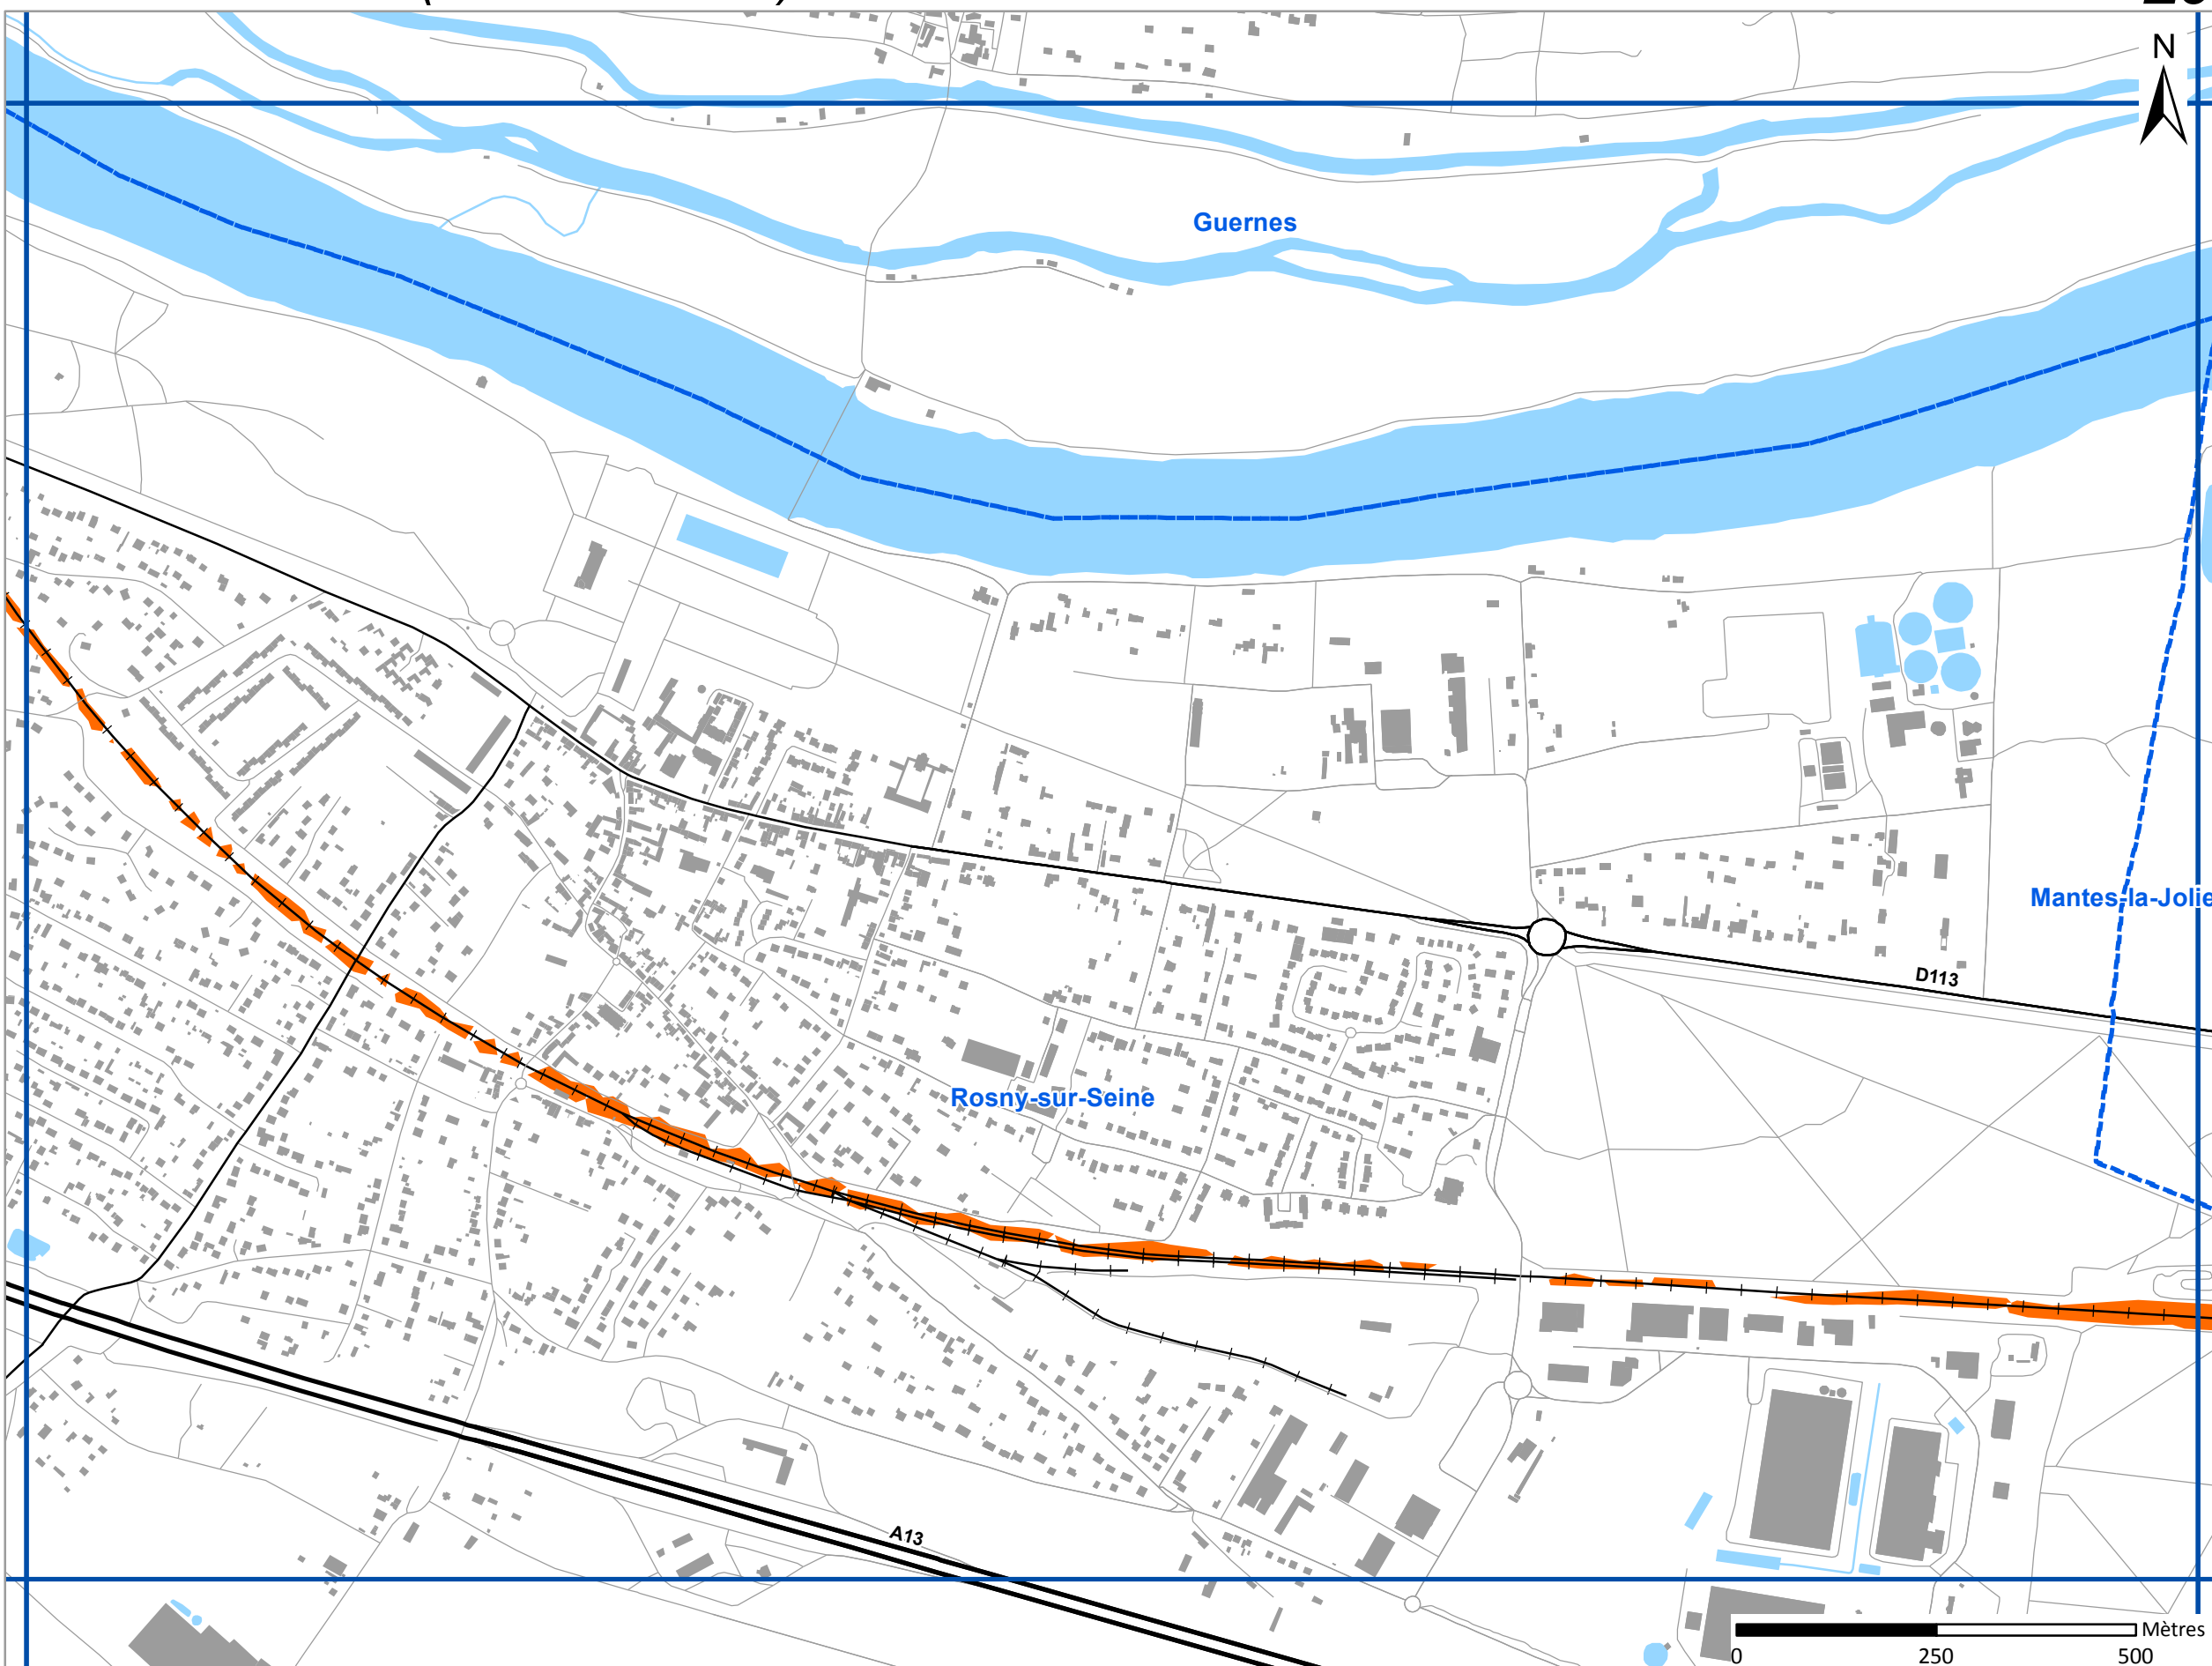 N
Guernes
Mantes-la-Jolie
D113
Rosny-sur-Seine
A13
Mètres
0 250 500